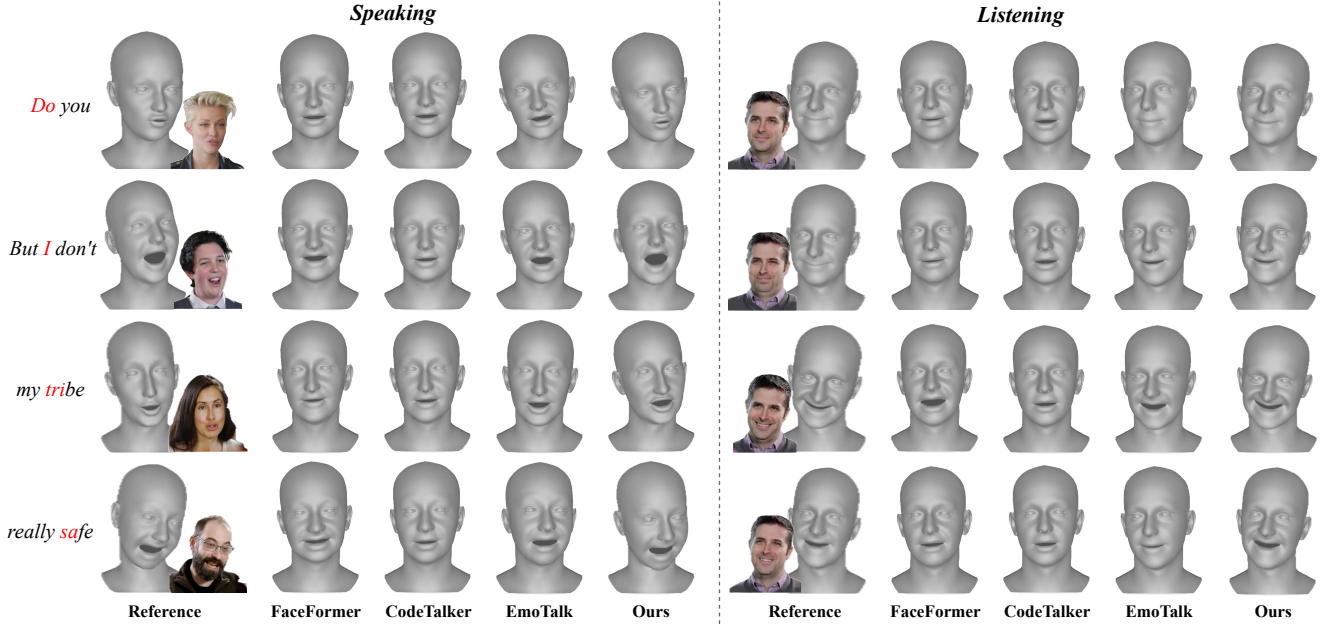 Speaking
Listening
Do you
But I don't
my tribe
really safe
Reference FaceFormer CodeTalker EmoTalk Ours Reference FaceFormer CodeTalker EmoTalk Ours